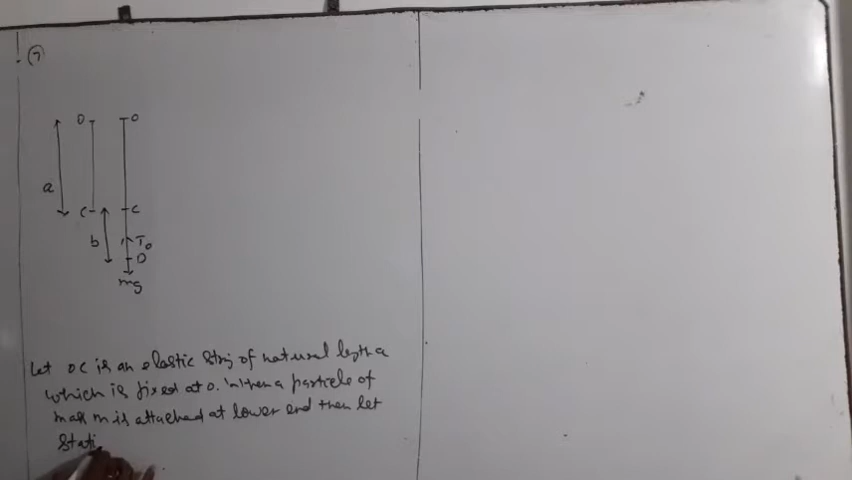 (7)
O O
a
C C
b T₀
D
mg
Let OC is an elastic string of natural length a
which is fixed at O. When a particle of
mass m is attached at lower end then let
Stati